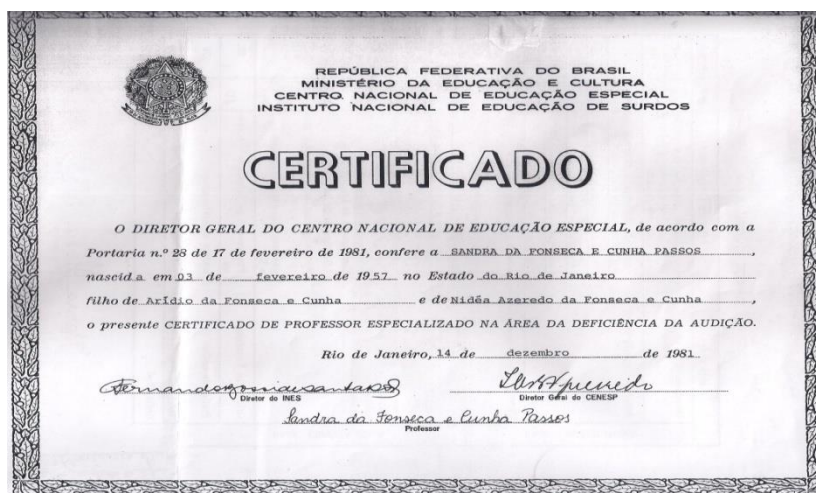 REPÚBLICA FEDERATIVA DO BRASIL
MINISTÉRIO DA EDUCAÇÃO E CULTURA
CENTRO NACIONAL DE EDUCAÇÃO ESPECIAL
INSTITUTO NACIONAL DE EDUCAÇÃO DE SURDOS
CERTIFICADO
O DIRETOR GERAL DO CENTRO NACIONAL DE EDUCAÇÃO ESPECIAL, de acordo com a
Portaria n.º 28 de 17 de fevereiro de 1981, confere a SANDRA DA FONSECA E CUNHA PASSOS,
nascida em 03 de fevereiro de 1957 no Estado do Rio de Janeiro
filho de Arídio da Fonseca e Cunha e de Nidéa Azeredo da Fonseca e Cunha,
o presente CERTIFICADO DE PROFESSOR ESPECIALIZADO NA ÁREA DA DEFICIÊNCIA DA AUDIÇÃO.
Rio de Janeiro, 14 de dezembro de 1981
Diretor do INES
Diretor Geral do CENESP
Sandra da Fonseca e Cunha Passos
Professor